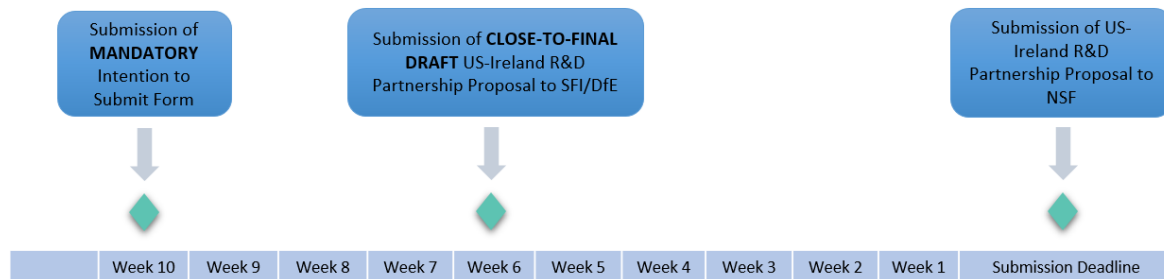 Submission of
MANDATORY
Intention to
Submit Form
Submission of CLOSE-TO-FINAL
DRAFT US-Ireland R&D
Partnership Proposal to SFI/DfE
Submission of US-
Ireland R&D
Partnership Proposal to
NSF
Week 10 Week 9 Week 8 Week 7 Week 6 Week 5 Week 4 Week 3 Week 2 Week 1 Submission Deadline